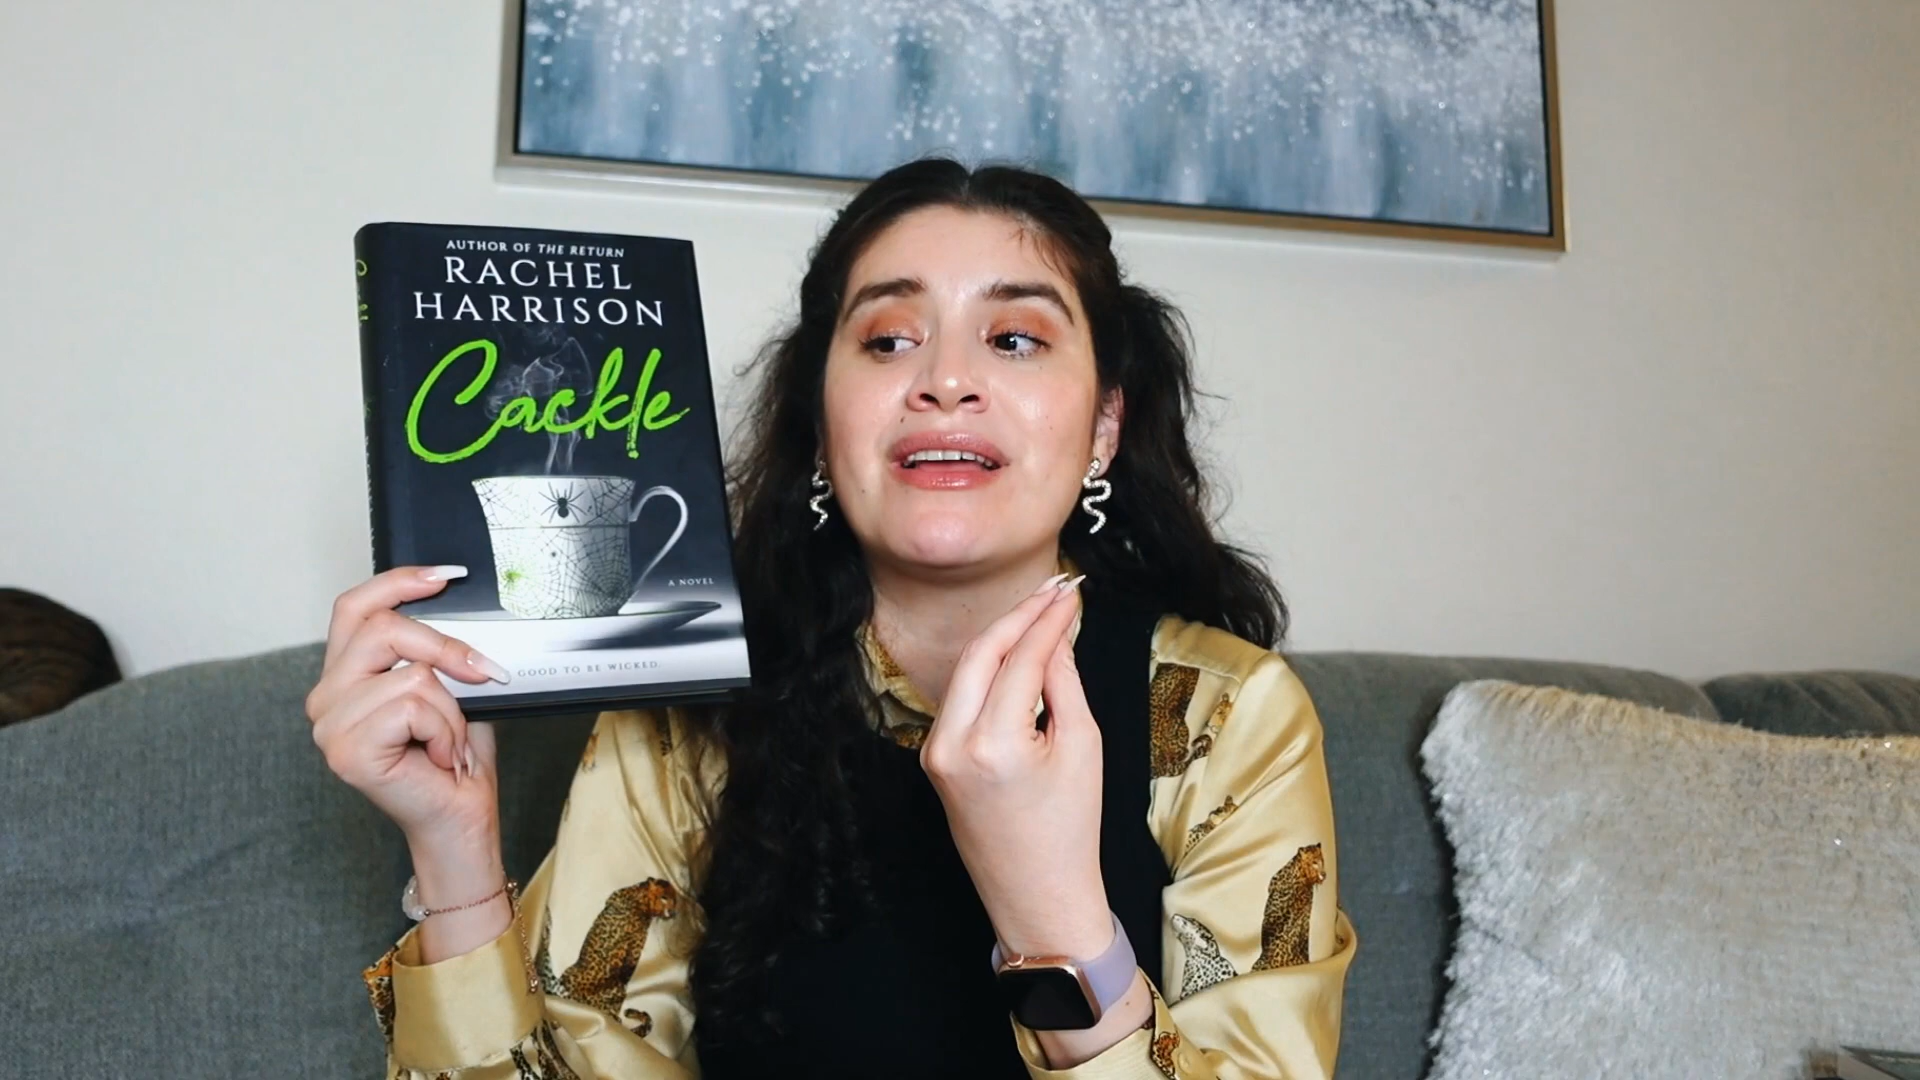 AUTHOR OF THE RETURN
RACHEL
HARRISON
Cackle
A NOVEL
GOOD TO BE WICKED.